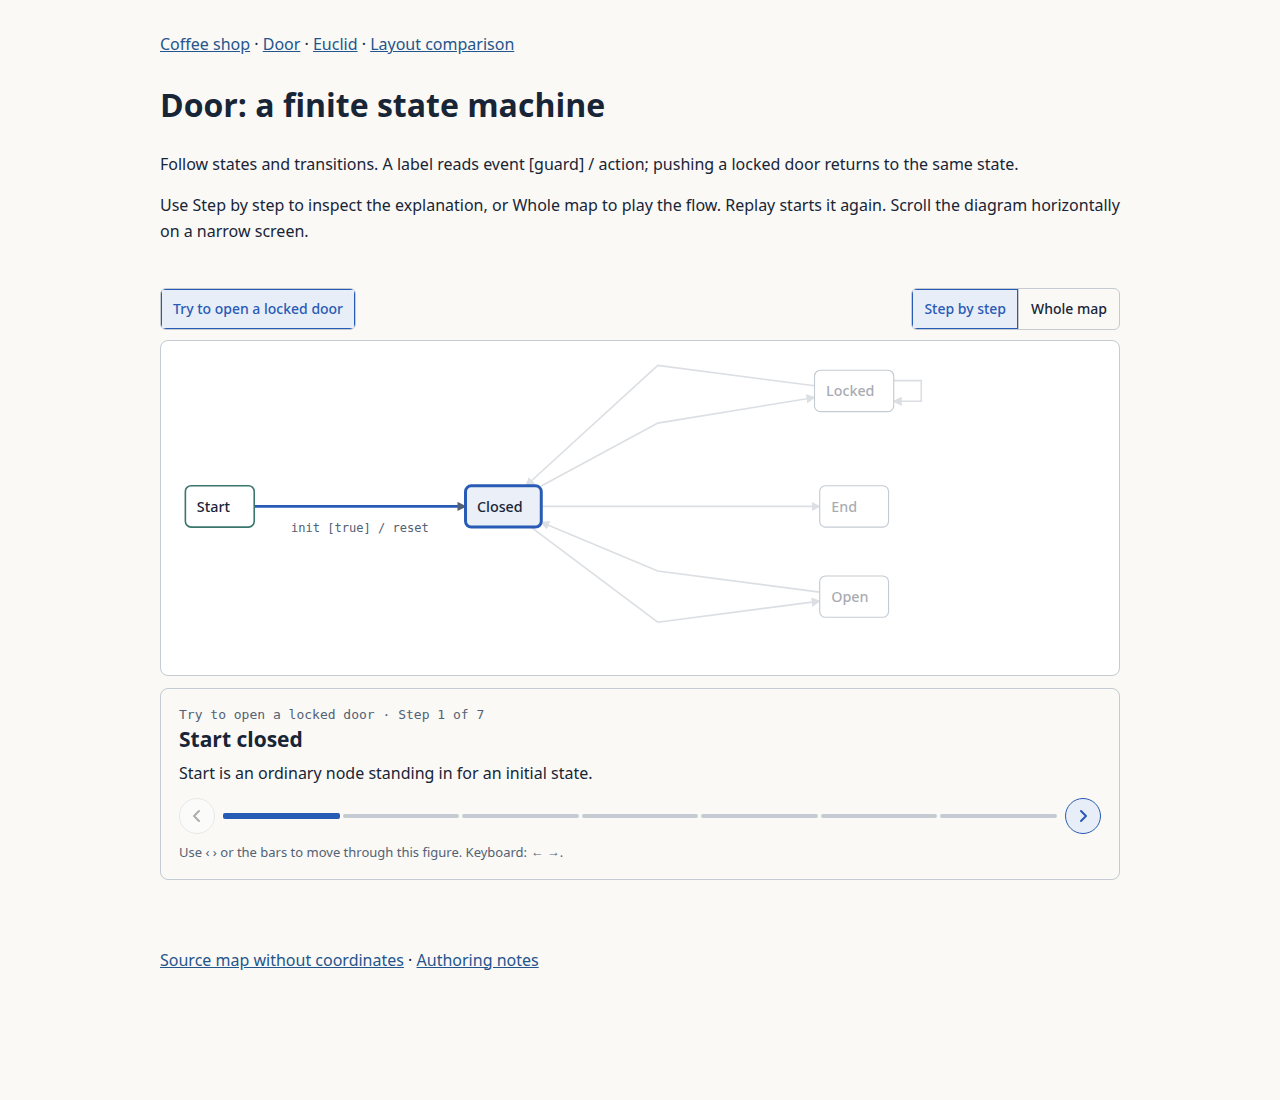 Coffee shop · Door · Euclid · Layout comparison
Door: a finite state machine
Follow states and transitions. A label reads event [guard] / action; pushing a locked door returns to the same state.
Use Step by step to inspect the explanation, or Whole map to play the flow. Replay starts it again. Scroll the diagram horizontally
on a narrow screen.
Try to open a locked door
Step by step
Whole map
Locked
Start
init [true] / reset
Closed
End
Open
Try to open a locked door · Step 1 of 7
Start closed
Start is an ordinary node standing in for an initial state.
Use ‹ › or the bars to move through this figure. Keyboard: ← →.
Source map without coordinates · Authoring notes